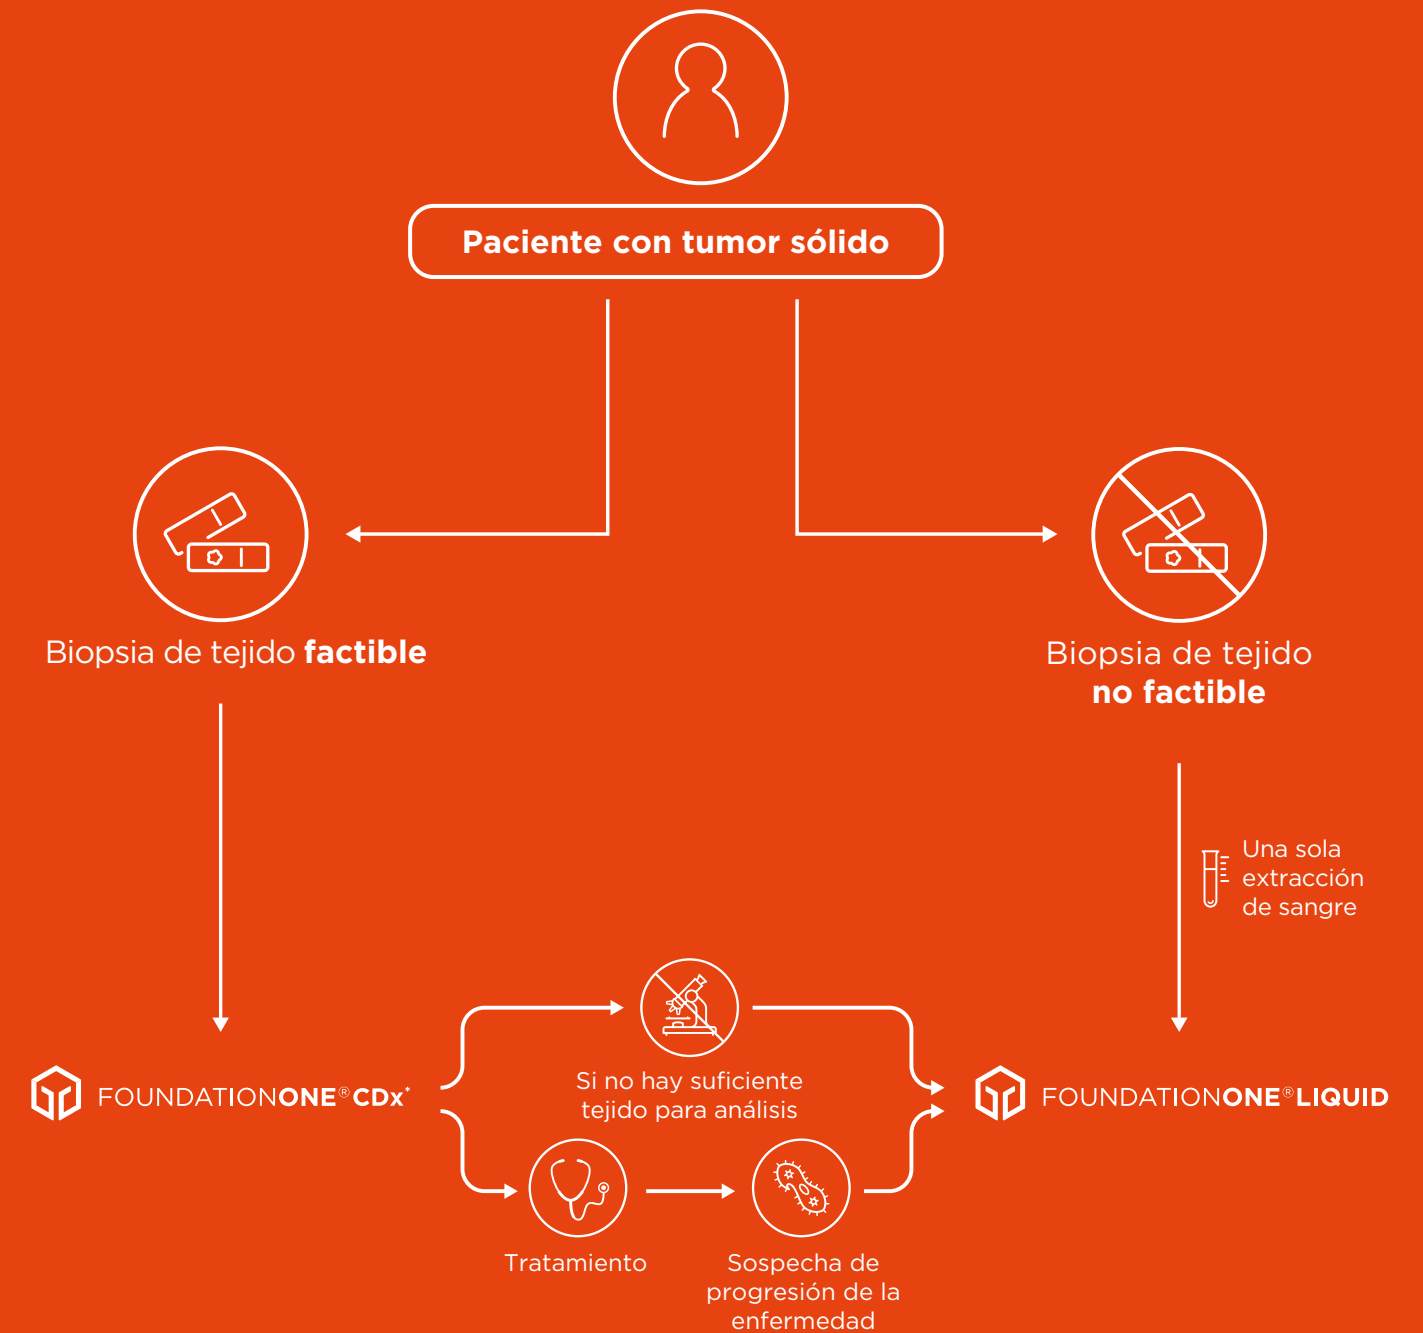 Paciente con tumor sólido
Biopsia de tejido factible
Biopsia de tejido
no factible
Una sola
extracción
de sangre
Si no hay suficiente
tejido para análisis
FOUNDATIONONE®CDx*
FOUNDATIONONE®LIQUID
Tratamiento
Sospecha de
progresión de la
enfermedad